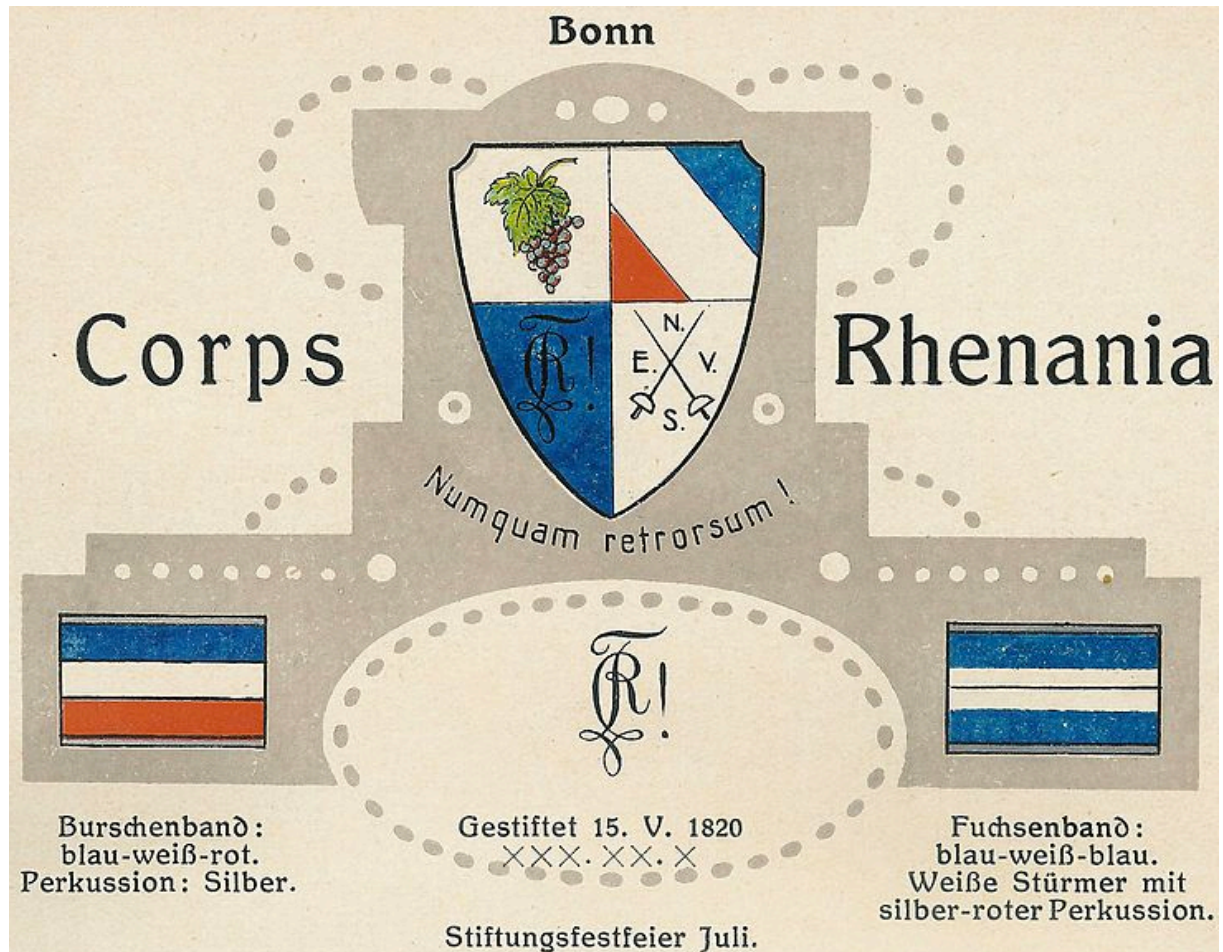 Bonn
Corps
Rhenania
R!
N.
E. V.
S.
Numquam retrorsum!
R!
Burschenband:
blau-weiß-rot.
Perkussion: Silber.
Gestiftet 15. V. 1820
XXX. XX. X
Stiftungsfestfeier Juli.
Fuchsenband:
blau-weiß-blau.
Weiße Stürmer mit
silber-roter Perkussion.